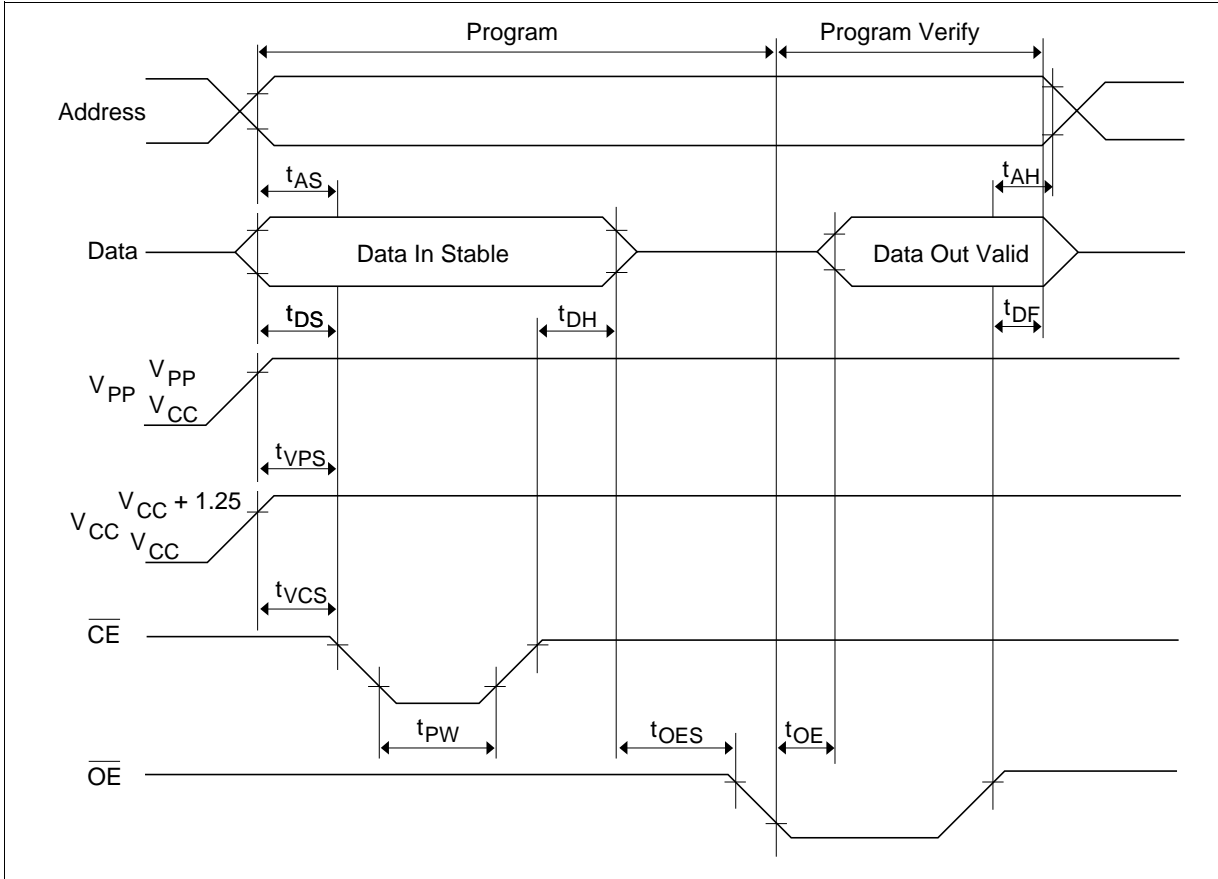 Program
Program Verify
Address
tAS
tAH
Data
Data In Stable
Data Out Valid
tDS
tDH
tDF
VPP
VPP
VCC
tVPS
VCC + 1.25
VCC
VCC
tVCS
CE
tPW
tOES
tOE
OE